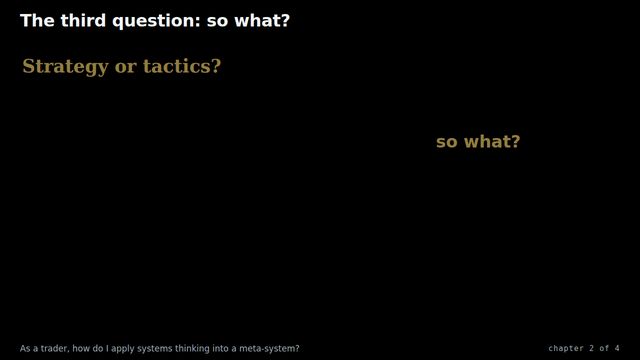 The third question: so what?
Strategy or tactics?
so what?
As a trader, how do I apply systems thinking into a meta-system?
chapter 2 of 4